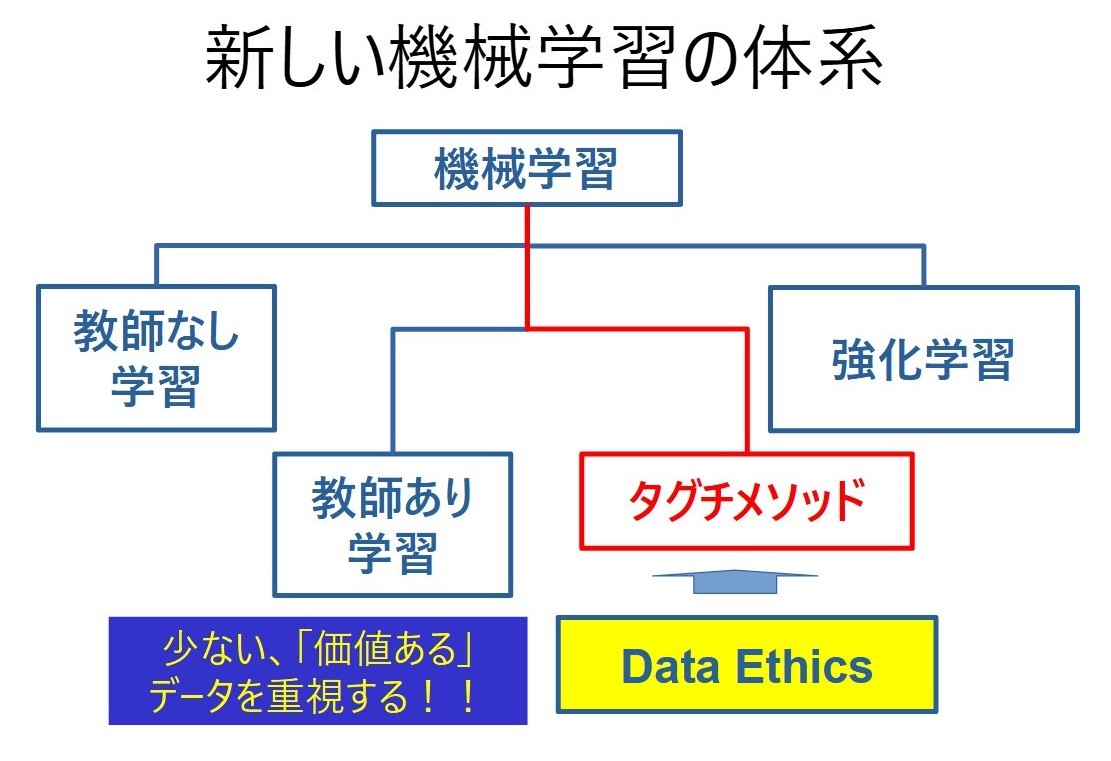 新しい機械学習の体系
機械学習
教師なし
学習
強化学習
教師あり
学習
タグチメソッド
少ない、「価値ある」
データを重視する！！
Data Ethics